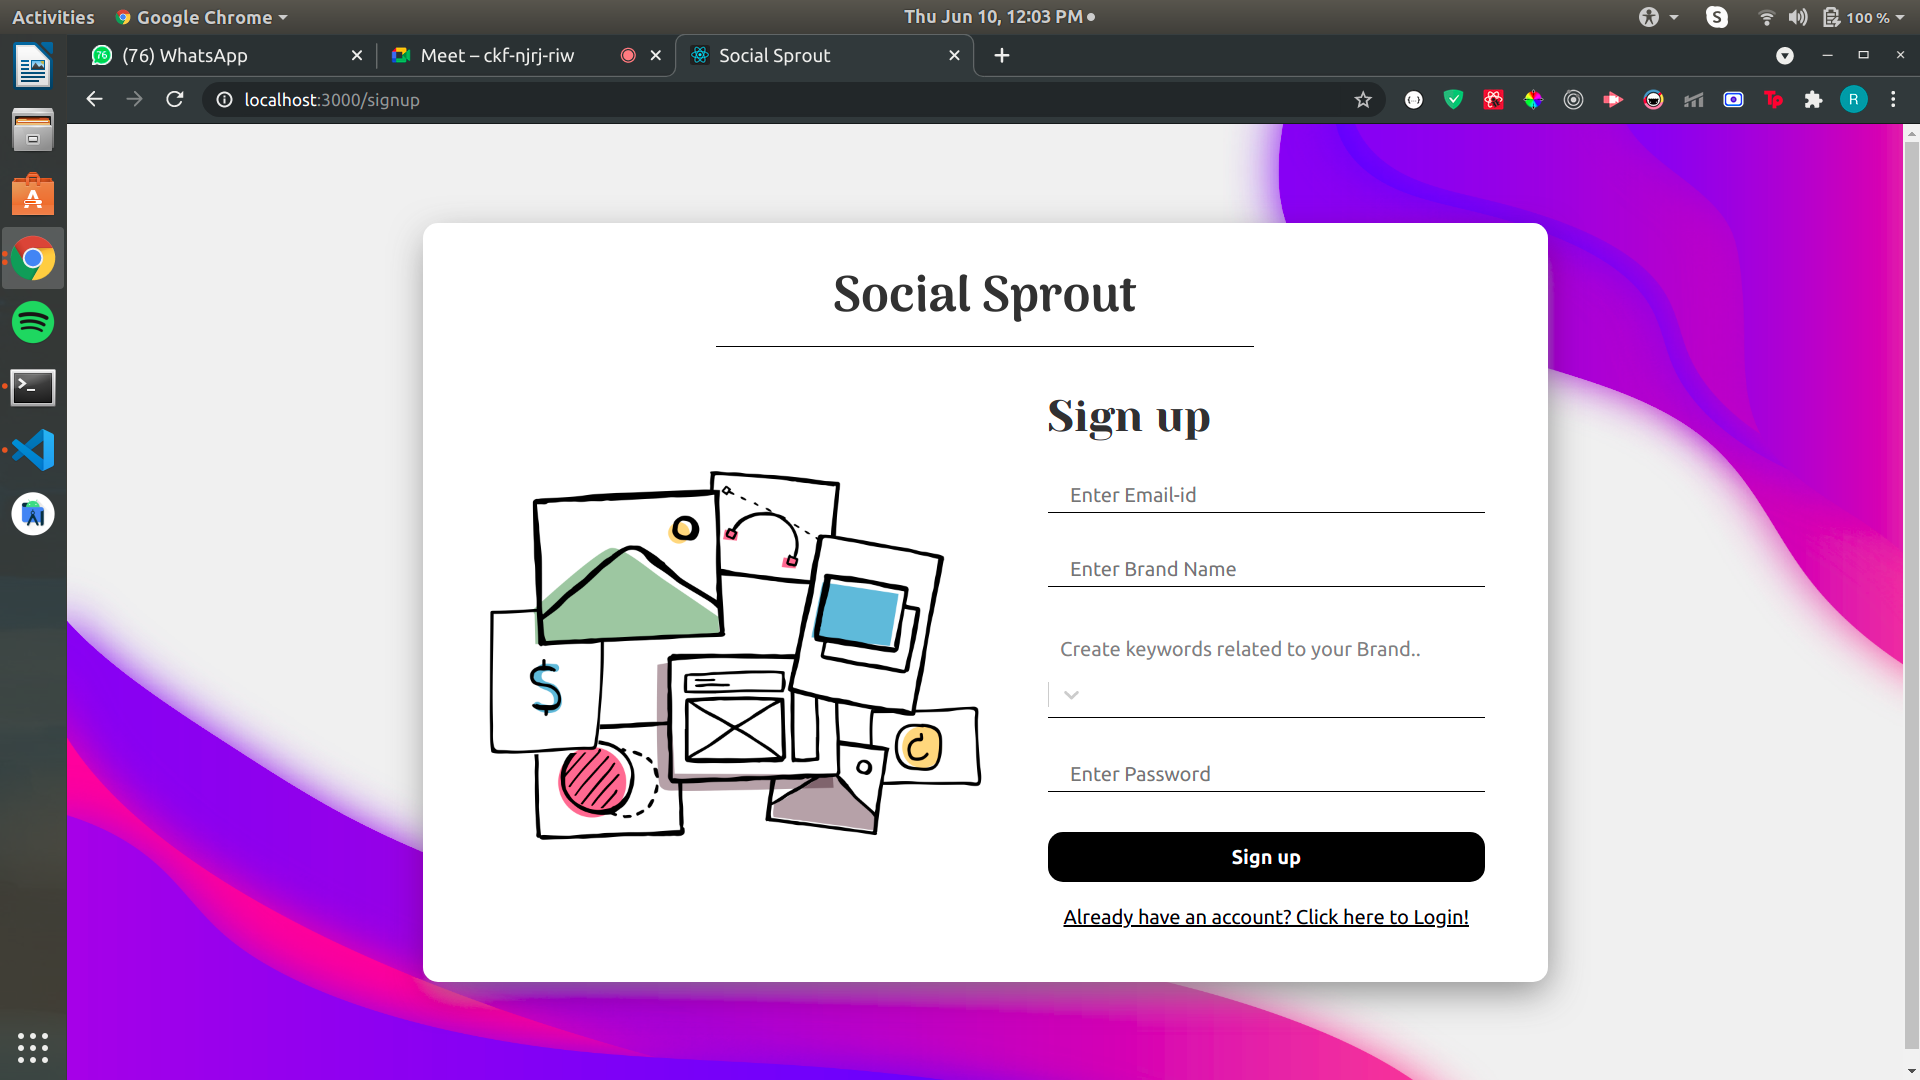 Activities Google Chrome Thu Jun 10, 12:03 PM 100 %
76 (76) WhatsApp Meet – ckf-njrj-riw Social Sprout
localhost:3000/signup Tp R
Social Sprout
Sign up
Enter Email-id
Enter Brand Name
Create keywords related to your Brand..
$
Enter Password
Sign up
Already have an account? Click here to Login!